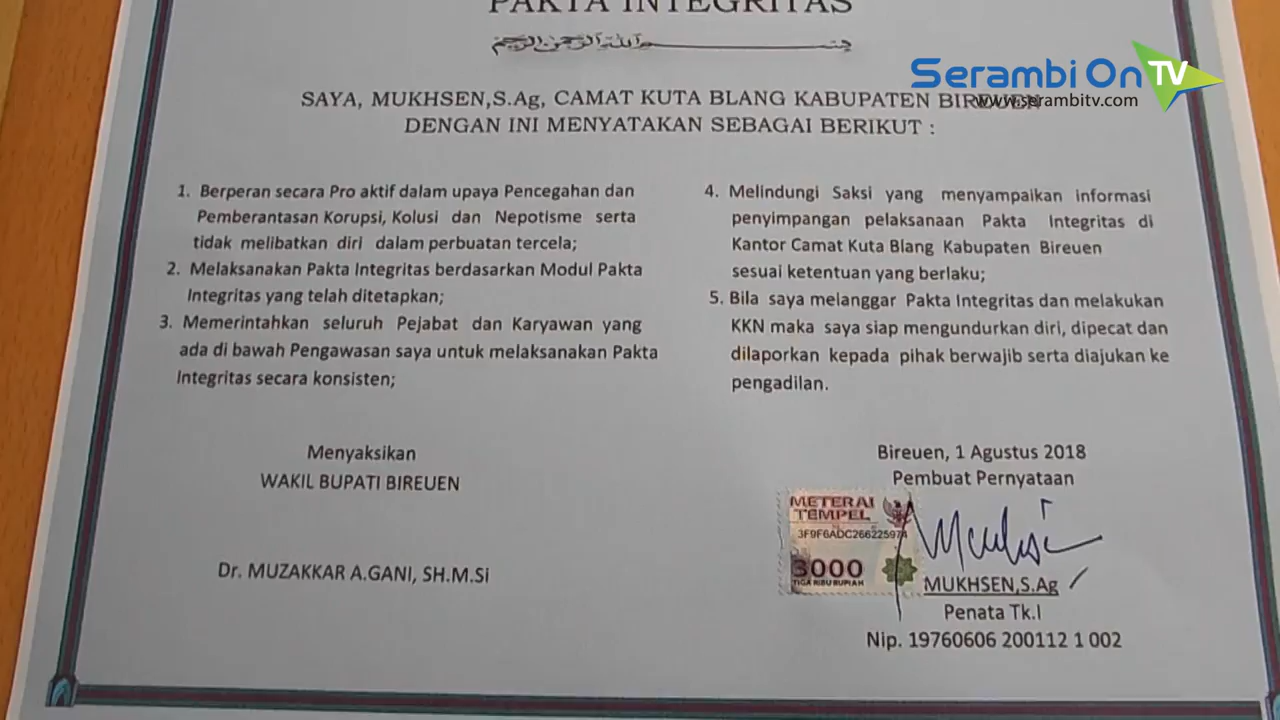 PAKTA INTEGRITAS
بسم الله الرحمن الرحيم
Serambi On TV
www.serambitv.com
SAYA, MUKHSEN,S.Ag, CAMAT KUTA BLANG KABUPATEN BIREUEN
DENGAN INI MENYATAKAN SEBAGAI BERIKUT :
1. Berperan secara Pro aktif dalam upaya Pencegahan dan
Pemberantasan Korupsi, Kolusi dan Nepotisme serta
tidak melibatkan diri dalam perbuatan tercela;
2. Melaksanakan Pakta Integritas berdasarkan Modul Pakta
Integritas yang telah ditetapkan;
3. Memerintahkan seluruh Pejabat dan Karyawan yang
ada di bawah Pengawasan saya untuk melaksanakan Pakta
Integritas secara konsisten;
4. Melindungi Saksi yang menyampaikan informasi
penyimpangan pelaksanaan Pakta Integritas di
Kantor Camat Kuta Blang Kabupaten Bireuen
sesuai ketentuan yang berlaku;
5. Bila saya melanggar Pakta Integritas dan melakukan
KKN maka saya siap mengundurkan diri, dipecat dan
dilaporkan kepada pihak berwajib serta diajukan ke
pengadilan.
Menyaksikan
WAKIL BUPATI BIREUEN
Dr. MUZAKKAR A.GANI, SH.M.Si
Bireuen, 1 Agustus 2018
Pembuat Pernyataan
METERAI
TEMPEL
3F9F6ADC266225974
3000
TIGA RIBU RUPIAH
MUKHSEN,S.Ag
Penata Tk.I
Nip. 19760606 200112 1 002